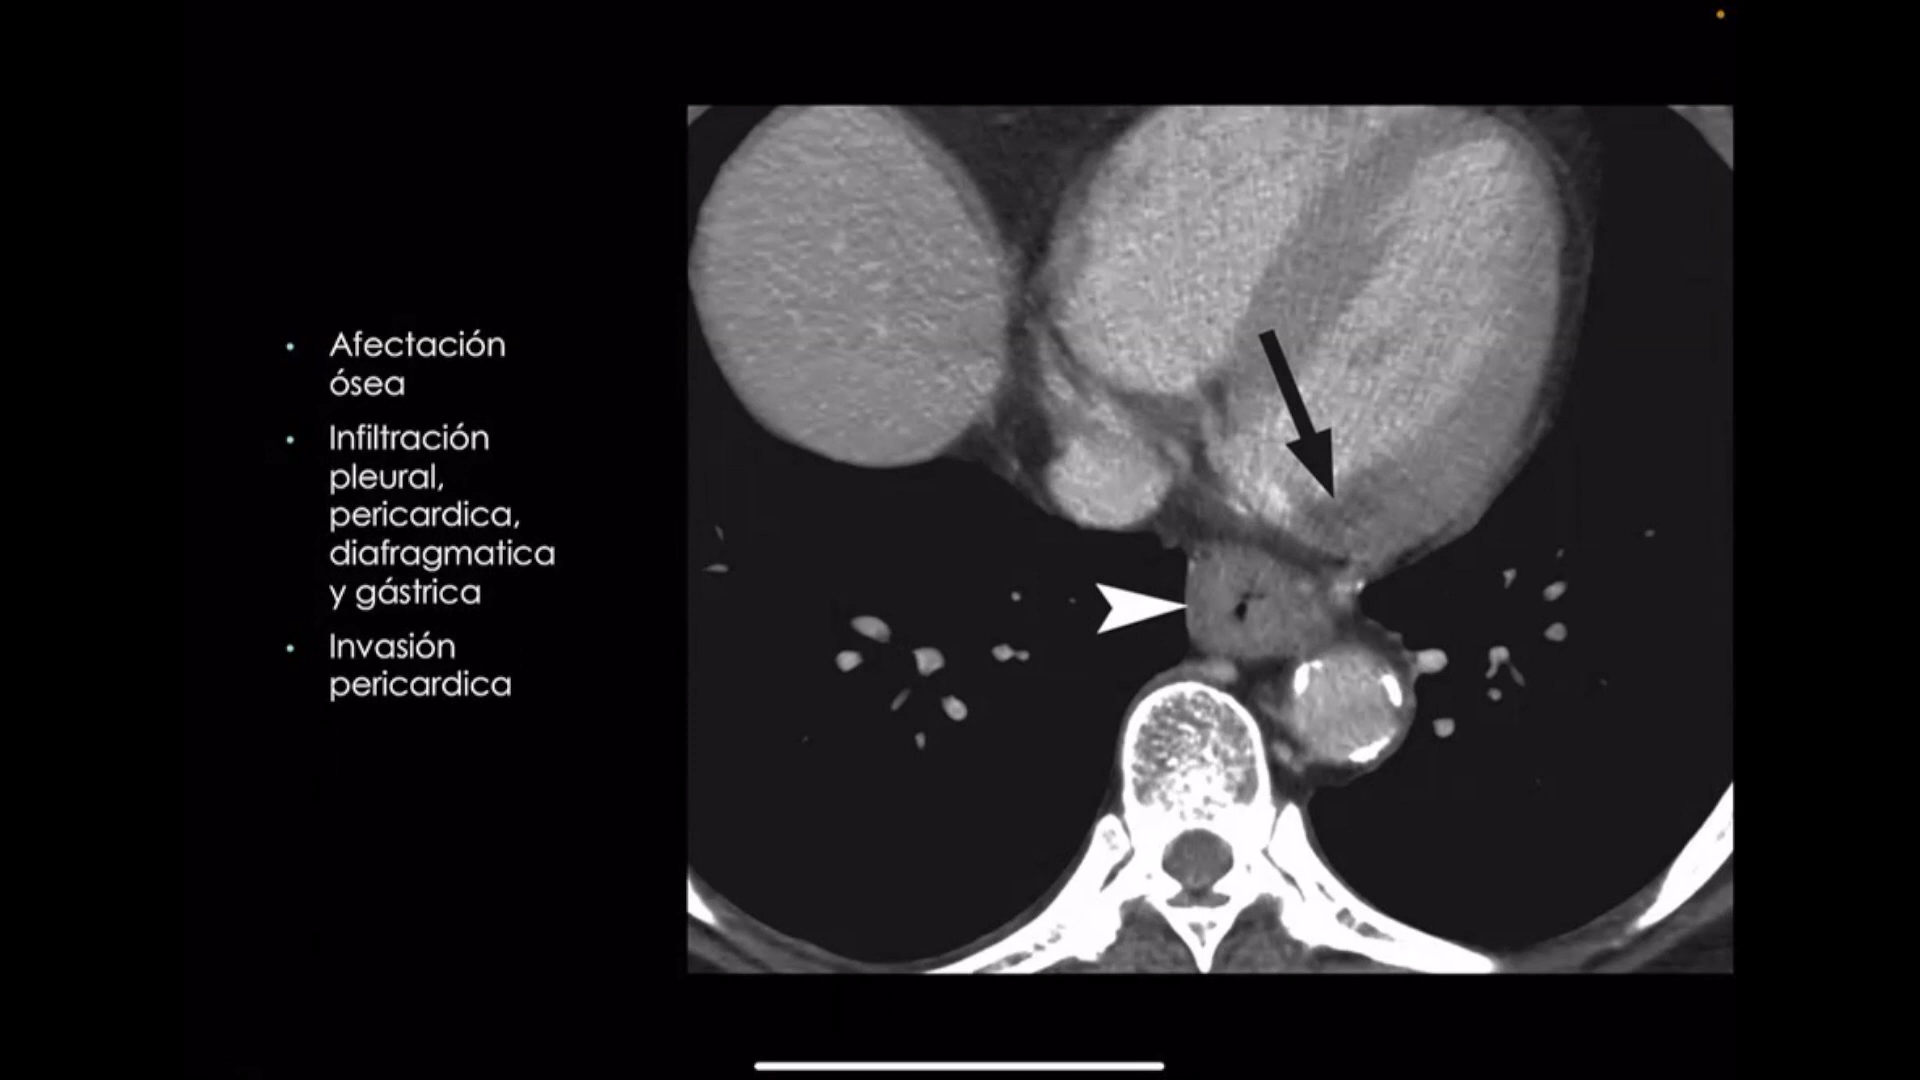 Afectación
ósea
Infiltración
pleural,
pericardica,
diafragmatica
y gástrica
Invasión
pericardica